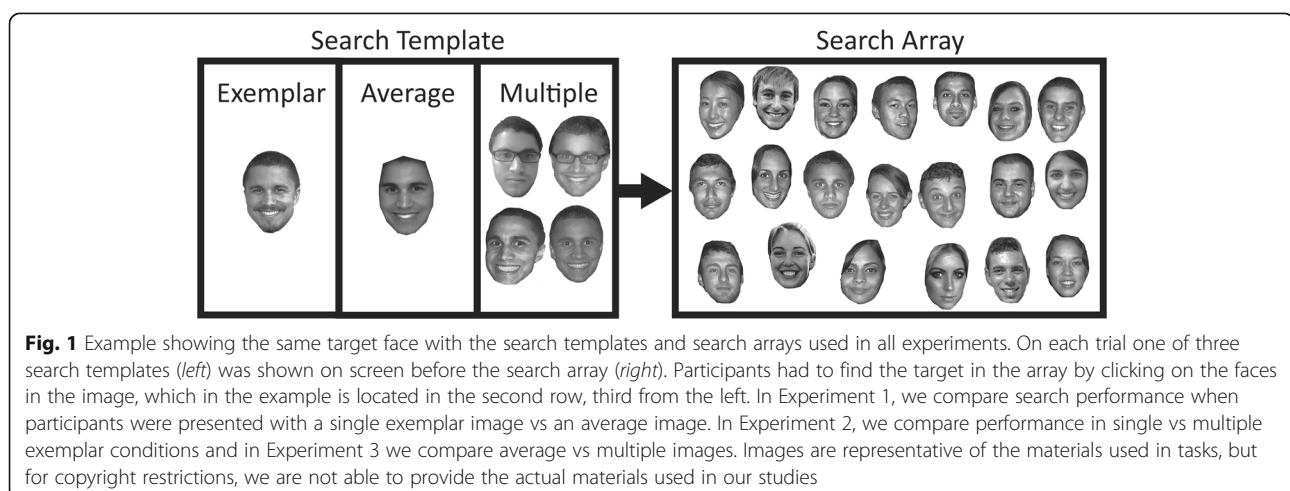 Search Template Search Array
Exemplar Average Multiple
Fig. 1 Example showing the same target face with the search templates and search arrays used in all experiments. On each trial one of three
search templates (left) was shown on screen before the search array (right). Participants had to find the target in the array by clicking on the faces
in the image, which in the example is located in the second row, third from the left. In Experiment 1, we compare search performance when
participants were presented with a single exemplar image vs an average image. In Experiment 2, we compare performance in single vs multiple
exemplar conditions and in Experiment 3 we compare average vs multiple images. Images are representative of the materials used in tasks, but
for copyright restrictions, we are not able to provide the actual materials used in our studies